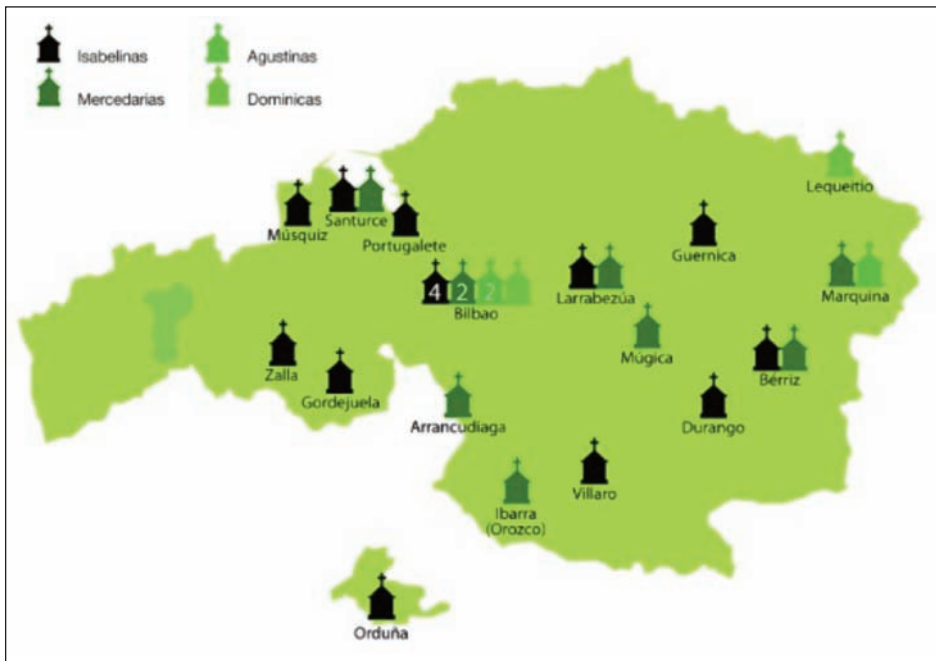 Isabelinas
Agustinas
Mercedarias
Dominicas
Lequeitio
Santurce
Músquiz
Portugalete
Guernica
4 2 2
Bilbao
Larrabezúa
Marquina
Múgica
Zalla
Bérriz
Gordejuela
Arrancudiaga
Durango
Villaro
Ibarra
(Orozco)
Orduña